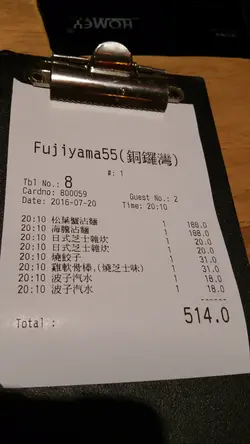 HOMEY
Fujiyama55(銅鑼灣)
#: 1
Tbl No.: 8
Cardno: 800059
Guest No.: 2
Date: 2016-07-20
Time: 20:10
20:10 松葉蟹沾麵 1 188.0
20:10 海膽沾麵 1 188.0
20:10 日式芝士雜炊 1 20.0
20:10 日式芝士雜炊 1 20.0
20:10 燒餃子 1 31.0
20:10 雞軟骨棒,(燒芝士味) 1 31.0
20:10 波子汽水 1 18.0
20:10 波子汽水 1 18.0
------
Total : 514.0